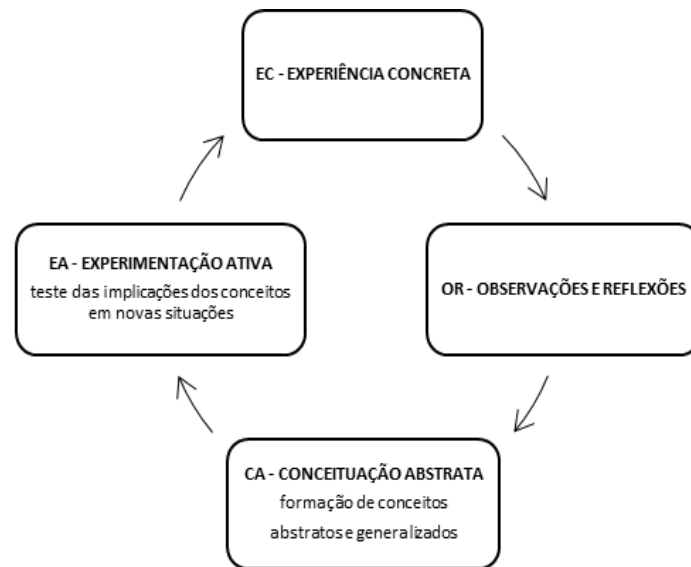 EC - EXPERIÊNCIA CONCRETA
EA - EXPERIMENTAÇÃO ATIVA
teste das implicações dos conceitos
em novas situações
OR - OBSERVAÇÕES E REFLEXÕES
CA - CONCEITUAÇÃO ABSTRATA
formação de conceitos
abstratos e generalizados